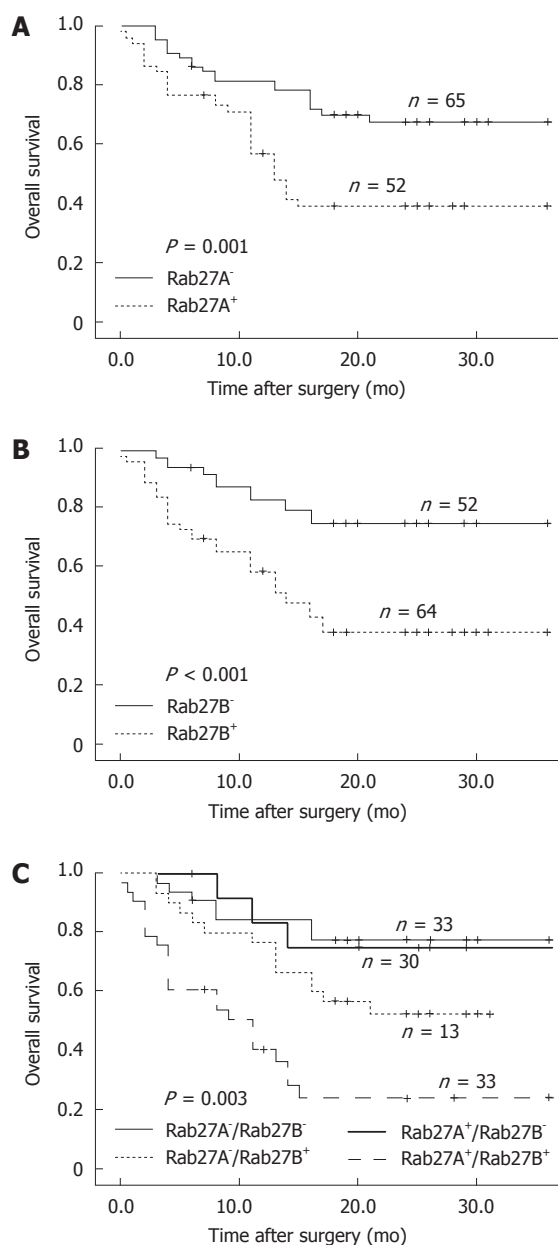 A
1.0
0.8
0.6
0.4
0.2
0
Overall survival
n = 65
n = 52
P = 0.001
Rab27A⁻
Rab27A⁺
0.0 10.0 20.0 30.0
Time after surgery (mo)
B
1.0
0.8
0.6
0.4
0.2
0
Overall survival
n = 52
n = 64
P < 0.001
Rab27B⁻
Rab27B⁺
0.0 10.0 20.0 30.0
Time after surgery (mo)
C
1.0
0.8
0.6
0.4
0.2
0
Overall survival
n = 33
n = 30
n = 13
n = 33
P = 0.003
Rab27A⁻/Rab27B⁻ Rab27A⁺/Rab27B⁻
Rab27A⁻/Rab27B⁺ Rab27A⁺/Rab27B⁺
0.0 10.0 20.0 30.0
Time after surgery (mo)